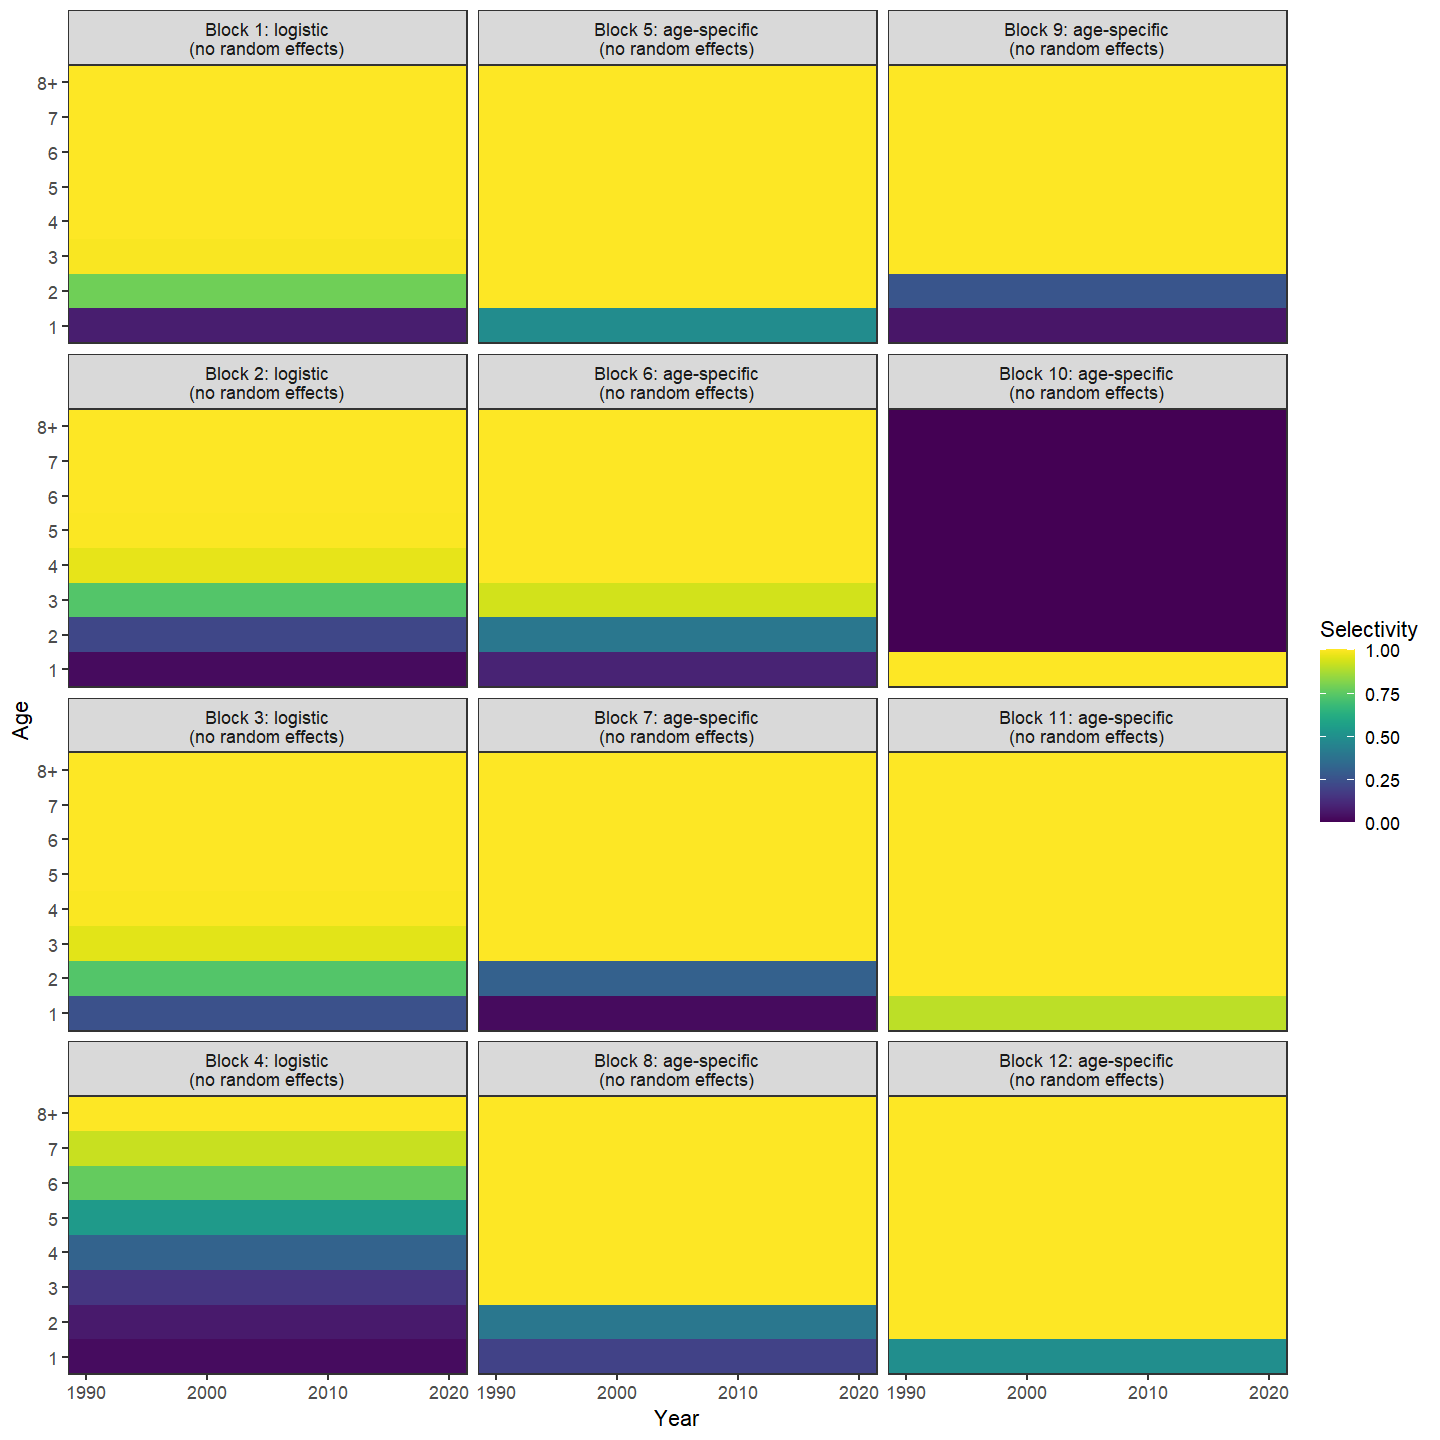 Block 1: logistic
(no random effects)
Block 5: age-specific
(no random effects)
Block 9: age-specific
(no random effects)
8+
7
6
5
4
3
2
1
Block 2: logistic
(no random effects)
Block 6: age-specific
(no random effects)
Block 10: age-specific
(no random effects)
8+
7
6
5
4
3
2
1
Block 3: logistic
(no random effects)
Block 7: age-specific
(no random effects)
Block 11: age-specific
(no random effects)
8+
7
6
5
4
3
2
1
Block 4: logistic
(no random effects)
Block 8: age-specific
(no random effects)
Block 12: age-specific
(no random effects)
8+
7
6
5
4
3
2
1
1990 2000 2010 2020
1990 2000 2010 2020
1990 2000 2010 2020
Year
Age
Selectivity
1.00
0.75
0.50
0.25
0.00